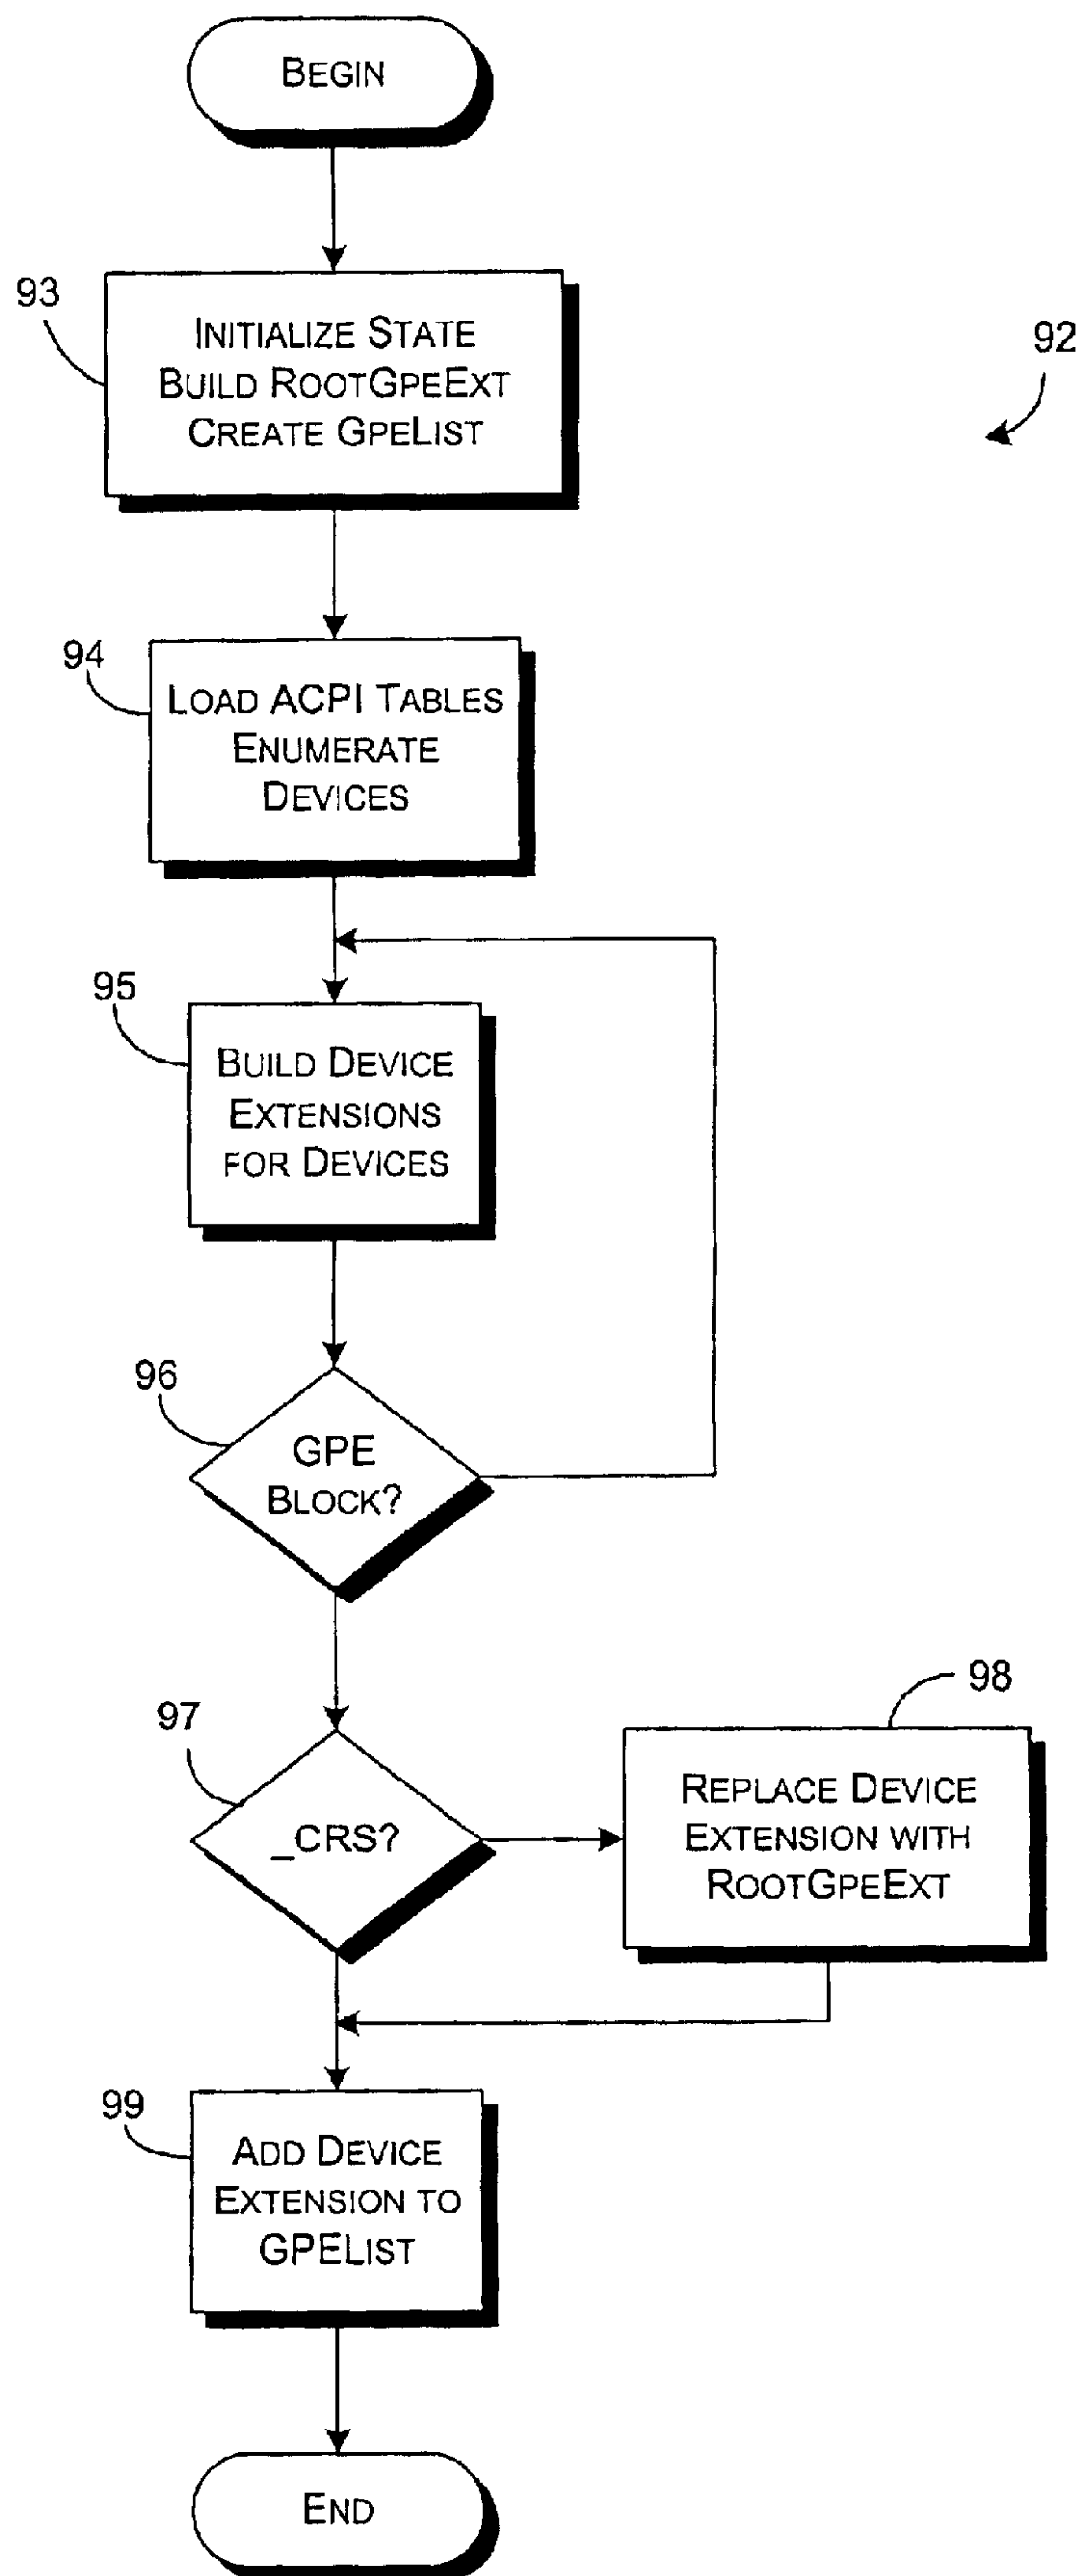 BEGIN
93
INITIALIZE STATE
BUILD ROOTGPEEXT
CREATE GPELIST
92
94
LOAD ACPI TABLES
ENUMERATE
DEVICES
95
BUILD DEVICE
EXTENSIONS
FOR DEVICES
96
GPE
BLOCK?
97
_CRS?
98
REPLACE DEVICE
EXTENSION WITH
ROOTGPEEXT
99
ADD DEVICE
EXTENSION TO
GPELIST
END